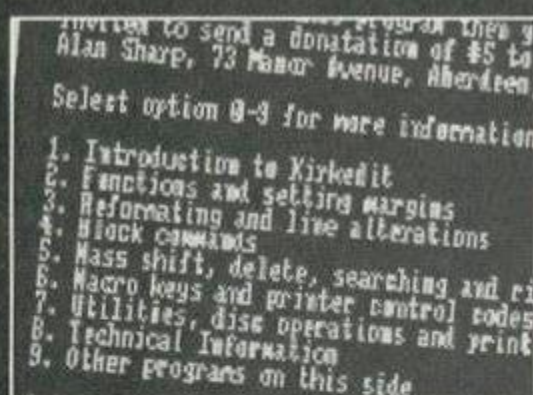 invited to send a donatation of £5 to
Alan Sharp, 73 Manor Avenue, Aberdeen
Select option 0-9 for more information
1. Introduction to Kirkedit
2. Functions and setting margins
3. Reformating and line alterations
4. Block commands
5. Mass shift, delete, searching and
6. Macro keys and printer control codes
7. Utilities, disc operations and print
8. Technical Information
9. Other programs on this side